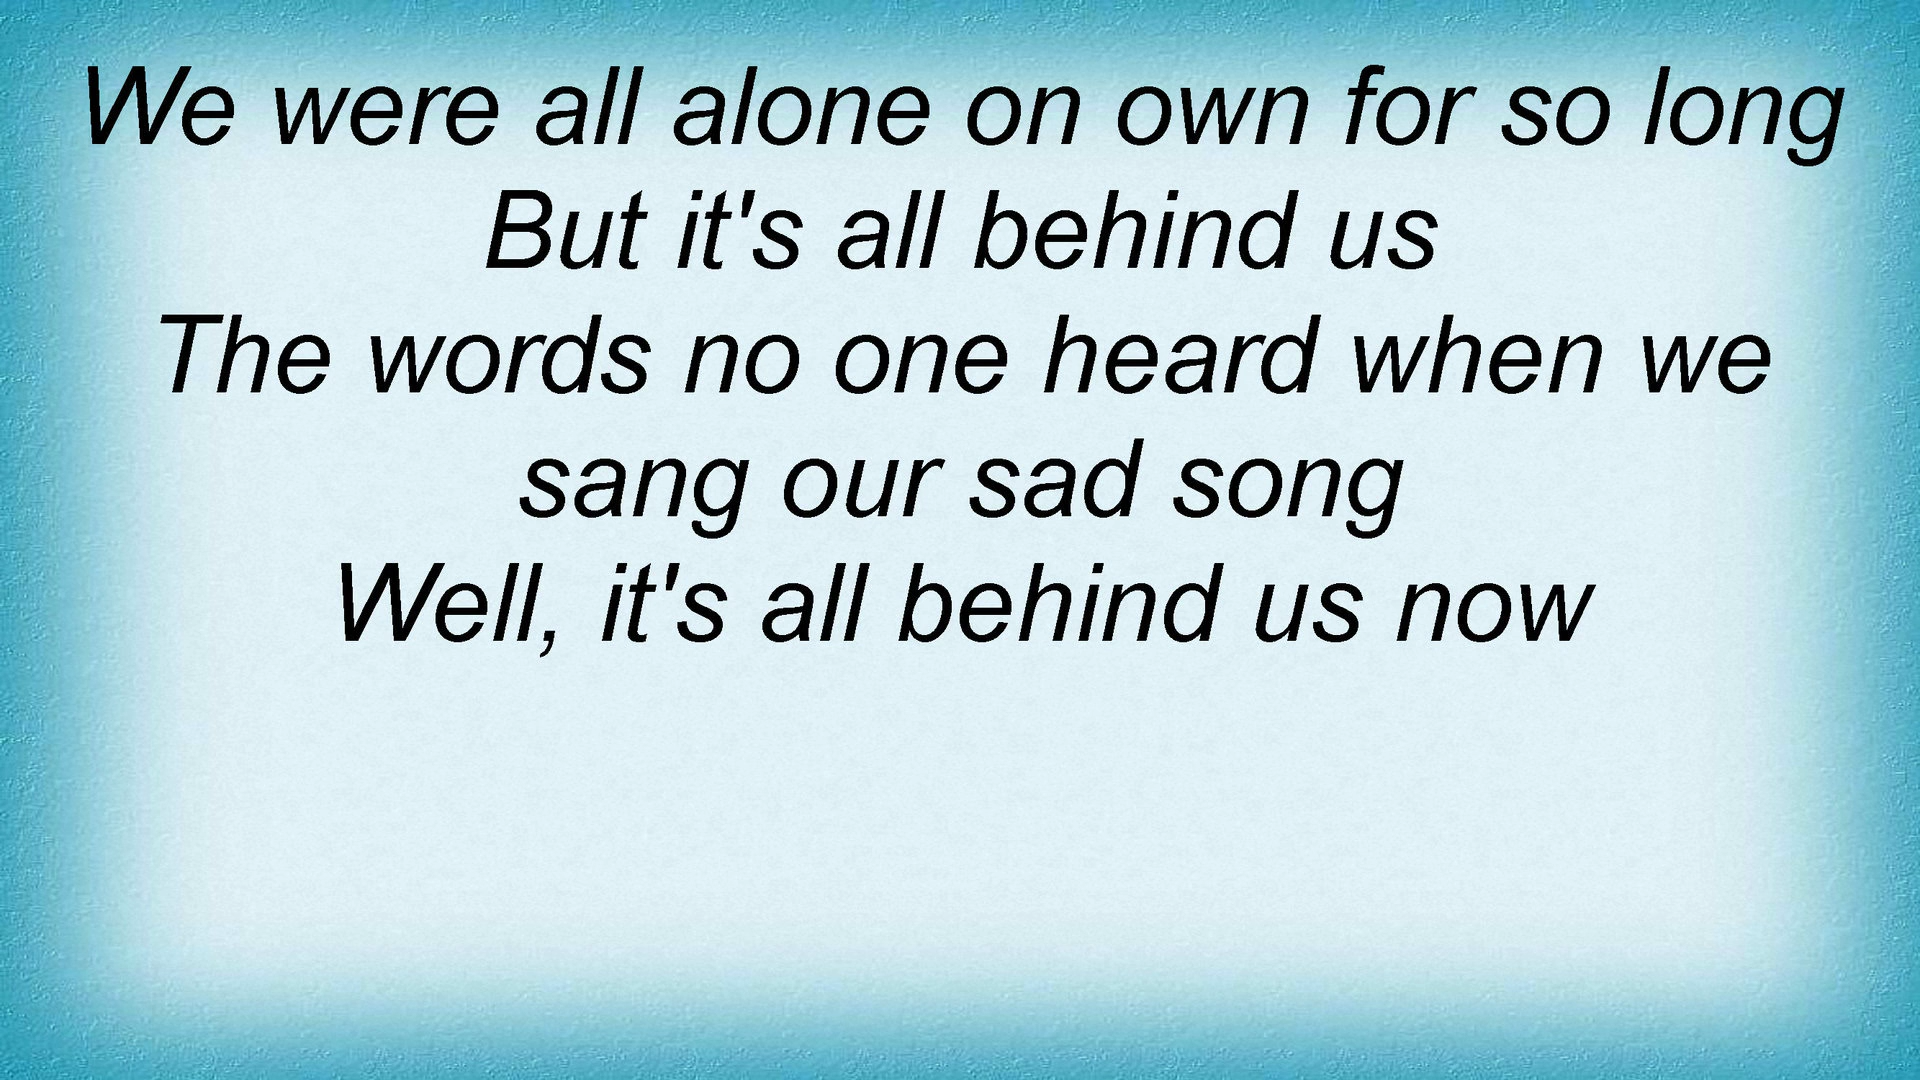 We were all alone on own for so long
But it's all behind us
The words no one heard when we
sang our sad song
Well, it's all behind us now